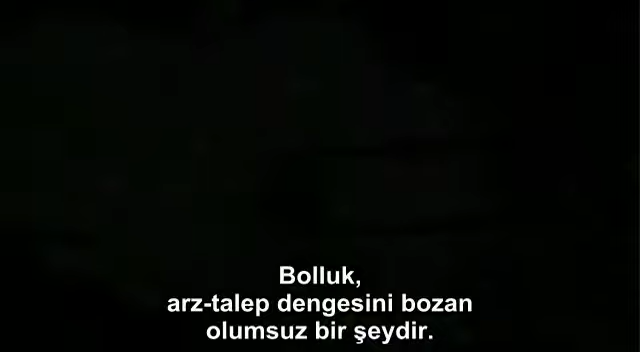 Bolluk,
arz-talep dengesini bozan
olumsuz bir şeydir.